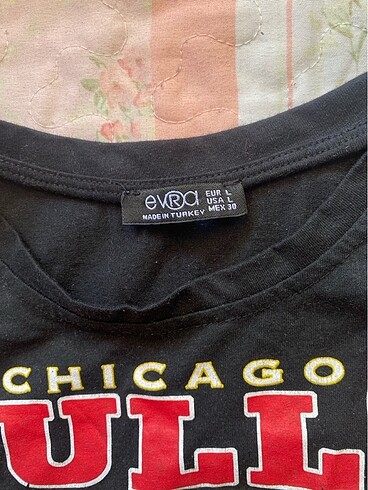 evRa
EUR L
USA L
MEX 30
MADE IN TURKEY
CHICAGO
ULL